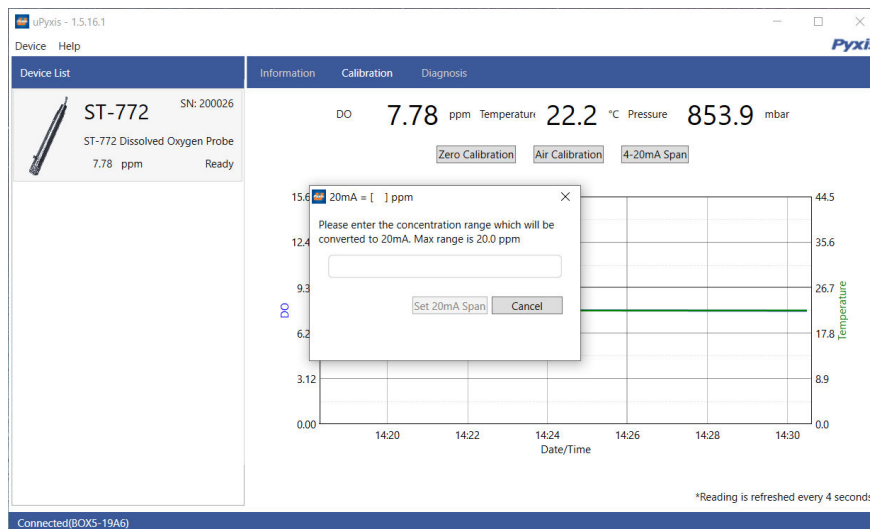 uPyxis - 1.5.16.1
Device Help
Pyxis
Device List
Information Calibration Diagnosis
ST-772 SN: 200026
ST-772 Dissolved Oxygen Probe
7.78 ppm Ready
DO 7.78 ppm Temperature 22.2 °C Pressure 853.9 mbar
Zero Calibration Air Calibration 4-20mA Span
20mA = [ ] ppm
Please enter the concentration range which will be
converted to 20mA. Max range is 20.0 ppm
Set 20mA Span Cancel
15.6 44.5
12.4 35.6
9.3 26.7
6.2 17.8
3.12 8.9
0.00 0.0
DO
Temperature
14:20 14:22 14:24 14:26 14:28 14:30
Date/Time
*Reading is refreshed every 4 seconds
Connected(BOX5-19A6)